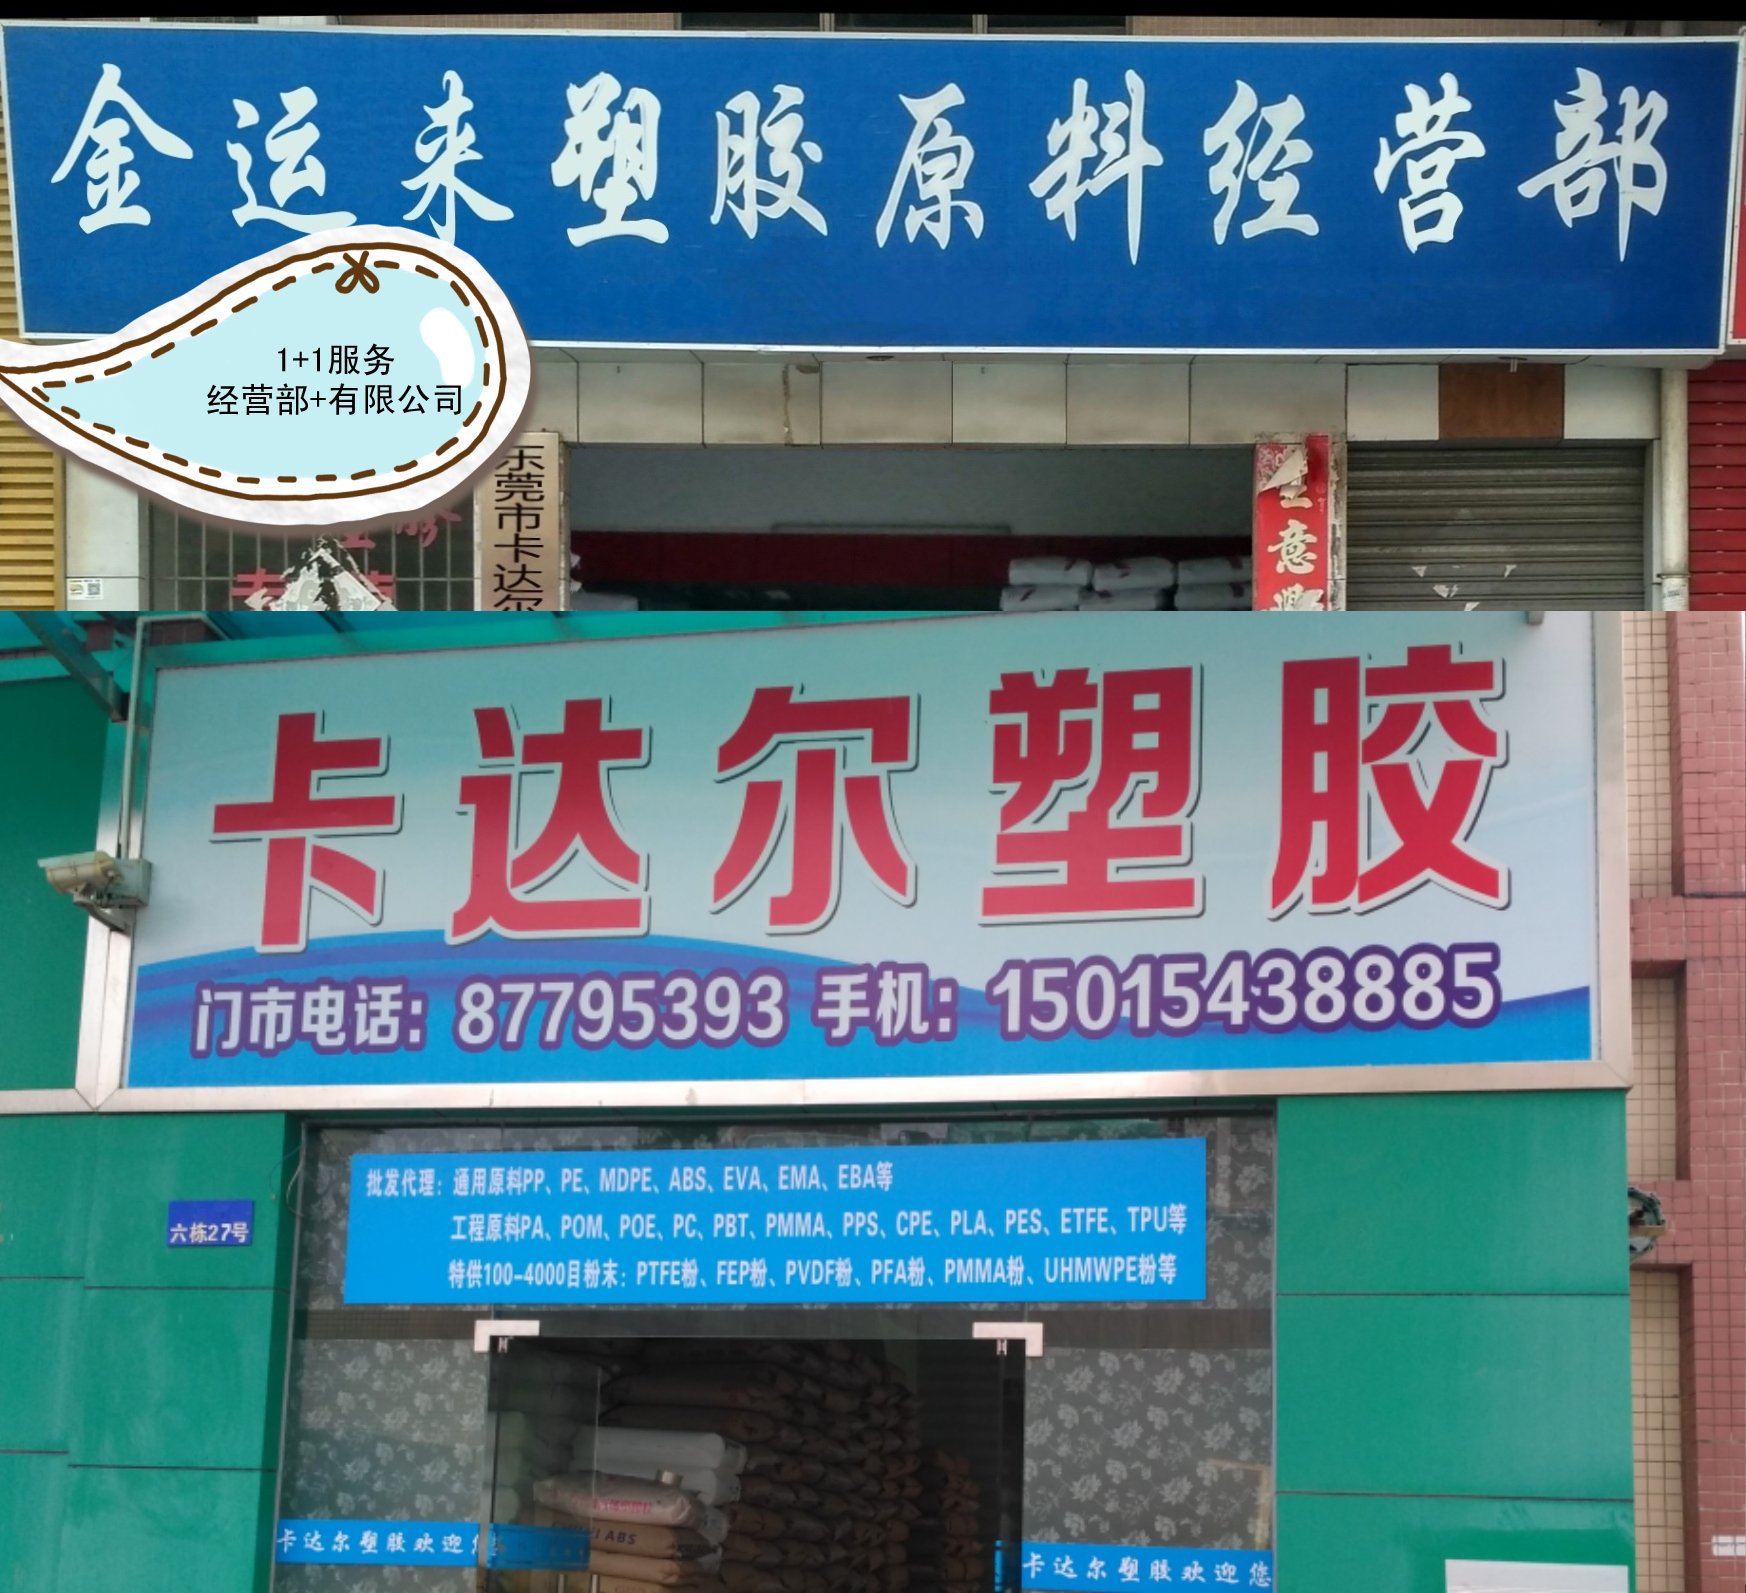 金运来塑胶原料经营部
1+1服务
经营部+有限公司
东莞市卡达尔
生意兴
卡达尔塑胶
门市电话：87795393 手机：15015438885
批发代理：通用原料PP、PE、MDPE、ABS、EVA、EMA、EBA等
工程原料PA、POM、POE、PC、PBT、PMMA、PPS、CPE、PLA、PES、ETFE、TPU等
特供100-4000目粉末：PTFE粉、FEP粉、PVDF粉、PFA粉、PMMA粉、UHMWPE粉等
六栋27号
ABS
卡达尔塑胶欢迎您
卡达尔塑胶欢迎您